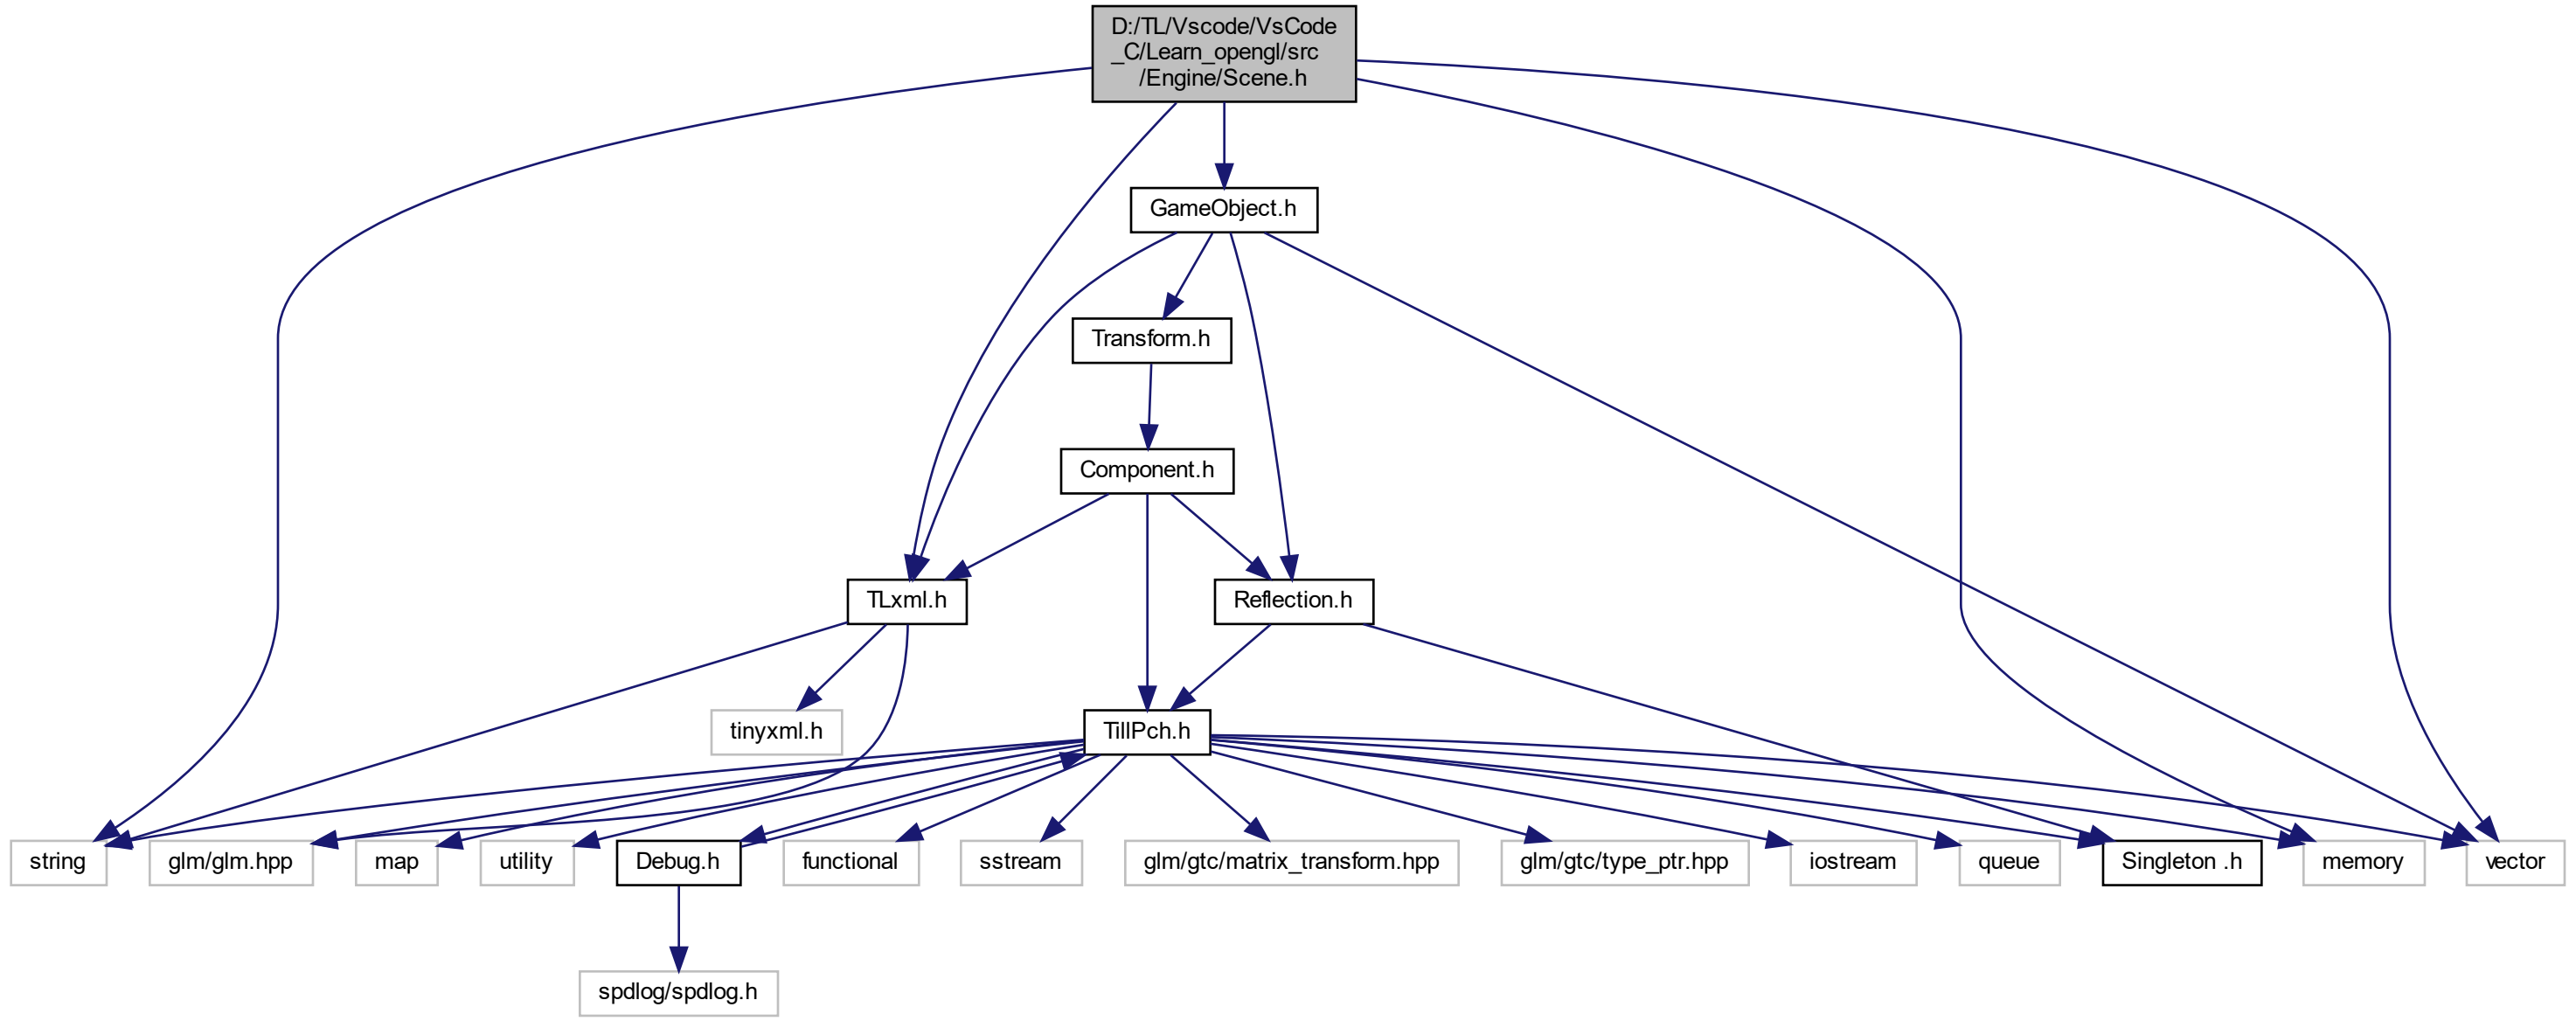 D:/TL/Vscode/VsCode
_C/Learn_opengl/src
/Engine/Scene.h
GameObject.h
Transform.h
Component.h
TLxml.h
Reflection.h
tinyxml.h
TillPch.h
string
glm/glm.hpp
map
utility
Debug.h
functional
sstream
glm/gtc/matrix_transform.hpp
glm/gtc/type_ptr.hpp
iostream
queue
Singleton .h
memory
vector
spdlog/spdlog.h